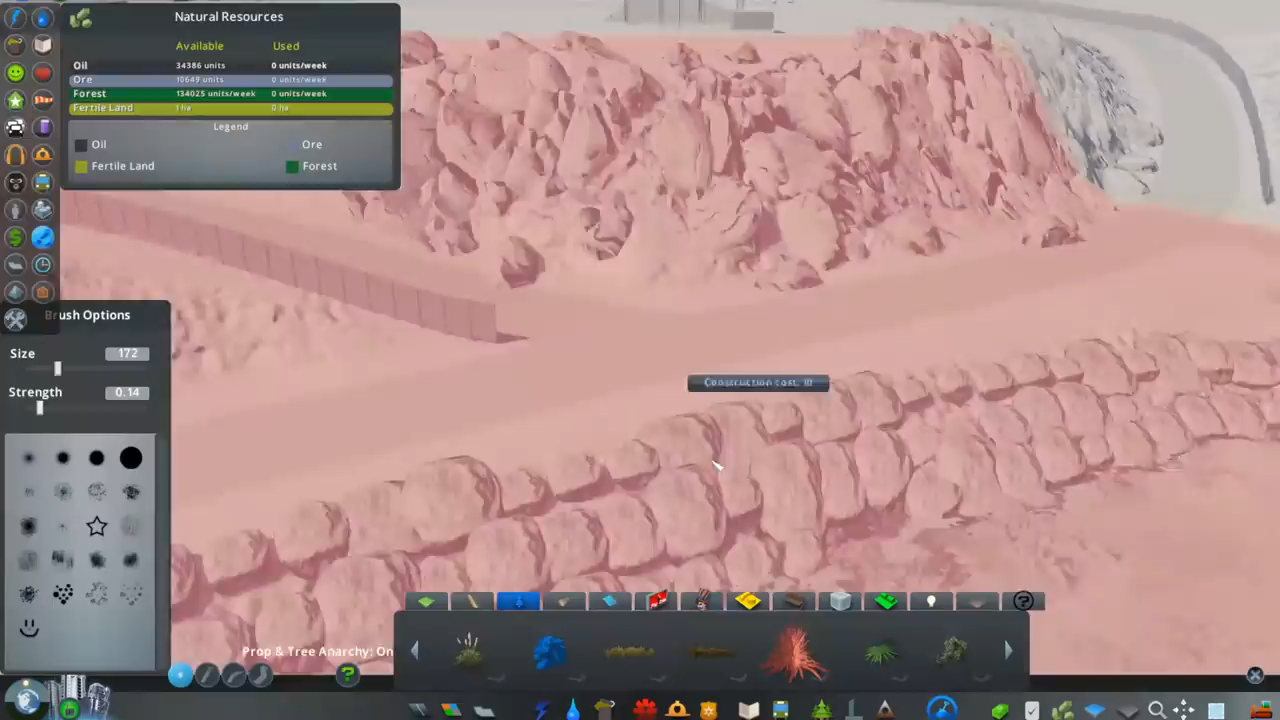 Natural Resources
Available Used
Oil 34386 units 0 units/week
Ore 10649 units 0 units/week
Forest 134025 units/week 0 units/week
Fertile Land 1 ha 0 ha
Legend
Oil Ore
Fertile Land Forest
Brush Options
Size 172
Strength 0.14
Construction cost: ₡0
Prop & Tree Anarchy: On